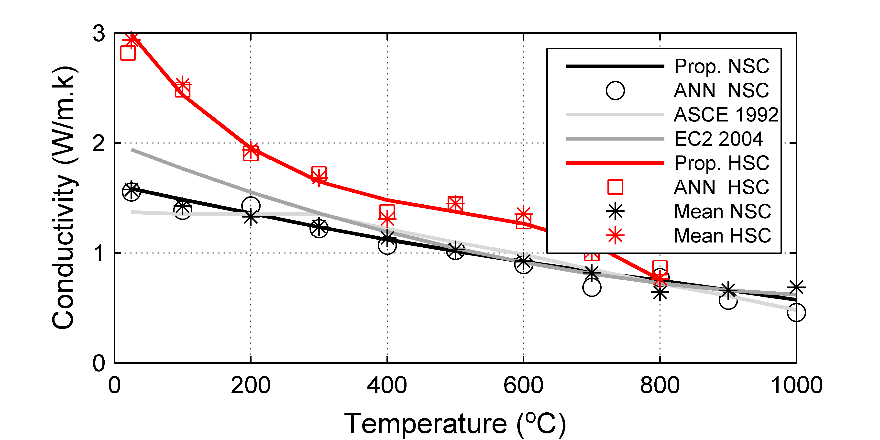 3
2
1
0
Conductivity (W/m.k)
Prop. NSC
ANN NSC
ASCE 1992
EC2 2004
Prop. HSC
ANN HSC
Mean NSC
Mean HSC
0 200 400 600 800 1000
Temperature (°C)